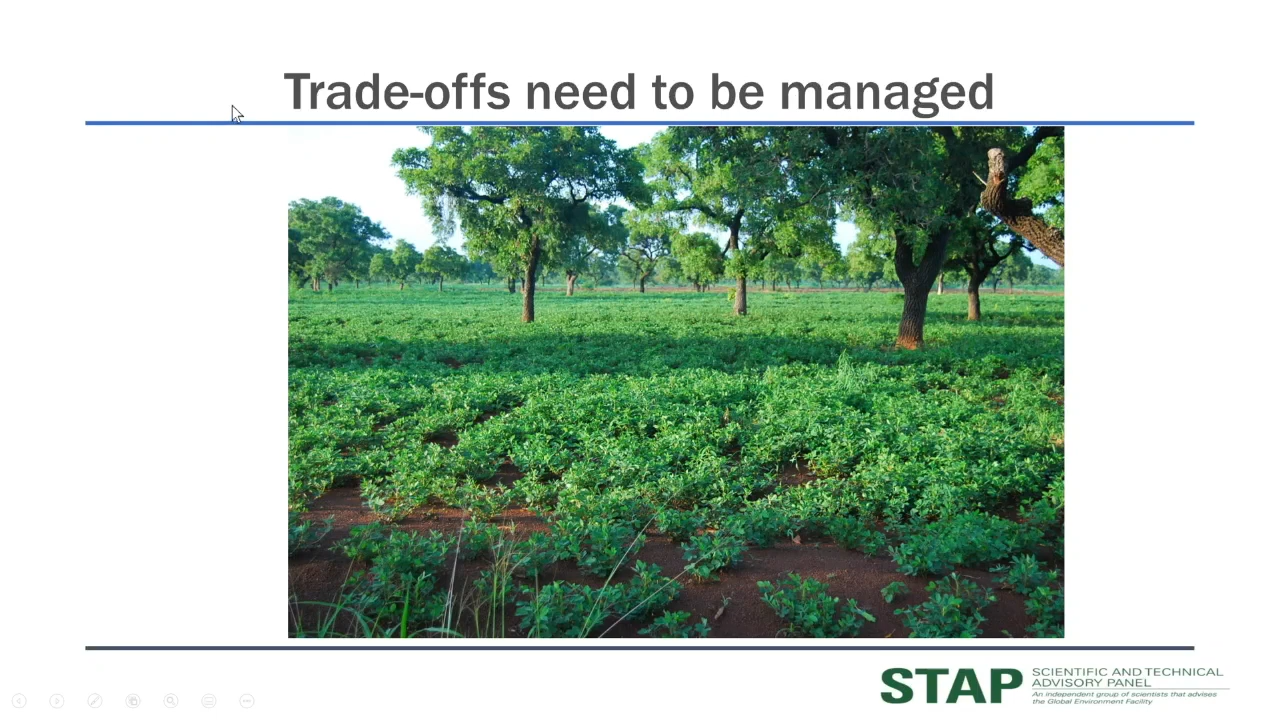 Trade-offs need to be managed
STAP
SCIENTIFIC AND TECHNICAL
ADVISORY PANEL
An independent group of scientists that advises
the Global Environment Facility